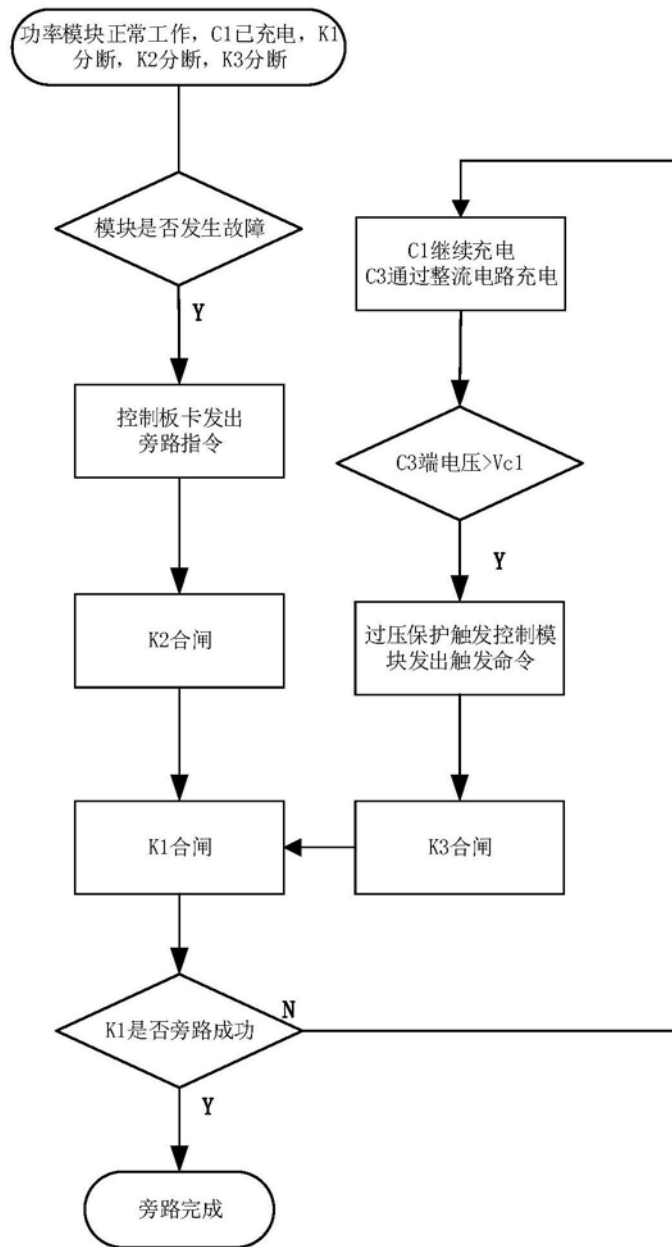 功率模块正常工作，C1已充电，K1
分断，K2分断，K3分断
模块是否发生故障
Y
控制板卡发出
旁路指令
K2合闸
K1合闸
K1是否旁路成功
N
Y
旁路完成
C1继续充电
C3通过整流电路充电
C3端电压>Vc1
Y
过压保护触发控制模
块发出触发命令
K3合闸